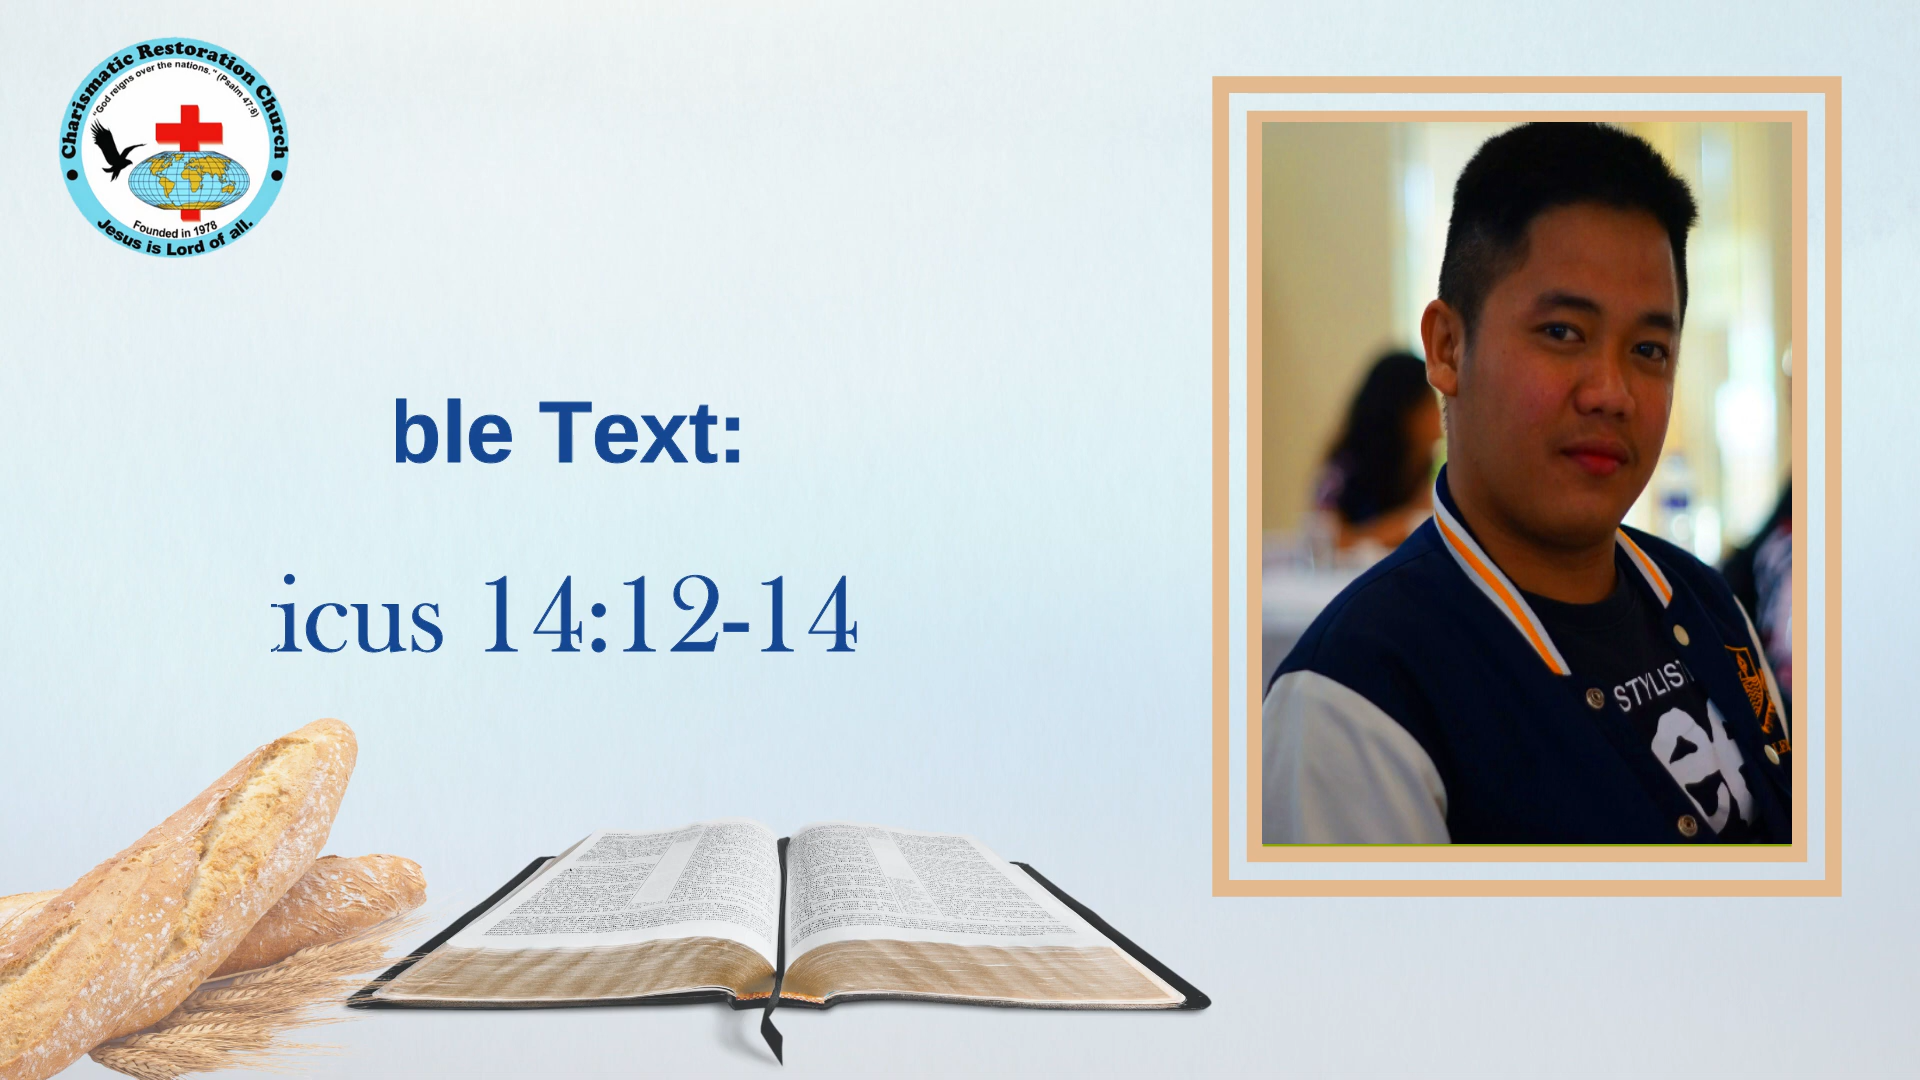 Charismatic Restoration Church
"God reigns over the nations." (Psalm 47:8)
Founded in 1978
Jesus is Lord of all.
ble Text:
icus 14:12-14
STYLIST